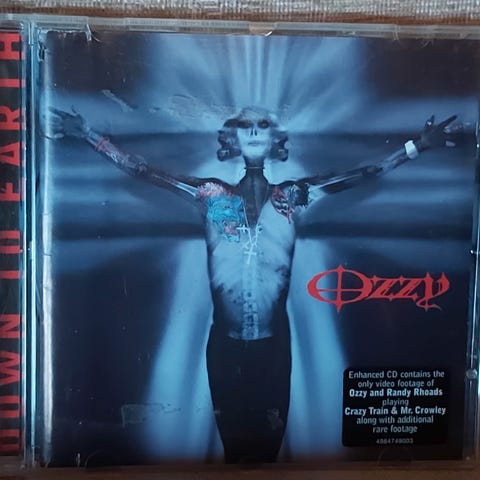 DOWN TO EARTH
Ozzy
Enhanced CD contains the
only video footage of
Ozzy and Randy Rhoads
playing
Crazy Train & Mr. Crowley
along with additional
rare footage
4984749003